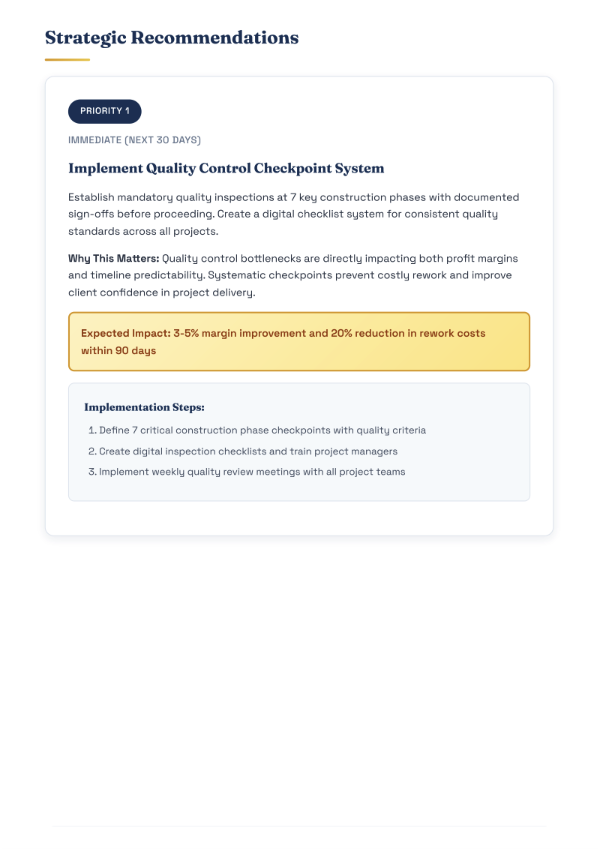 Strategic Recommendations
PRIORITY 1
IMMEDIATE (NEXT 30 DAYS)
Implement Quality Control Checkpoint System
Establish mandatory quality inspections at 7 key construction phases with documented
sign-offs before proceeding. Create a digital checklist system for consistent quality
standards across all projects.
Why This Matters: Quality control bottlenecks are directly impacting both profit margins
and timeline predictability. Systematic checkpoints prevent costly rework and improve
client confidence in project delivery.
Expected Impact: 3-5% margin improvement and 20% reduction in rework costs
within 90 days
Implementation Steps:
1. Define 7 critical construction phase checkpoints with quality criteria
2. Create digital inspection checklists and train project managers
3. Implement weekly quality review meetings with all project teams